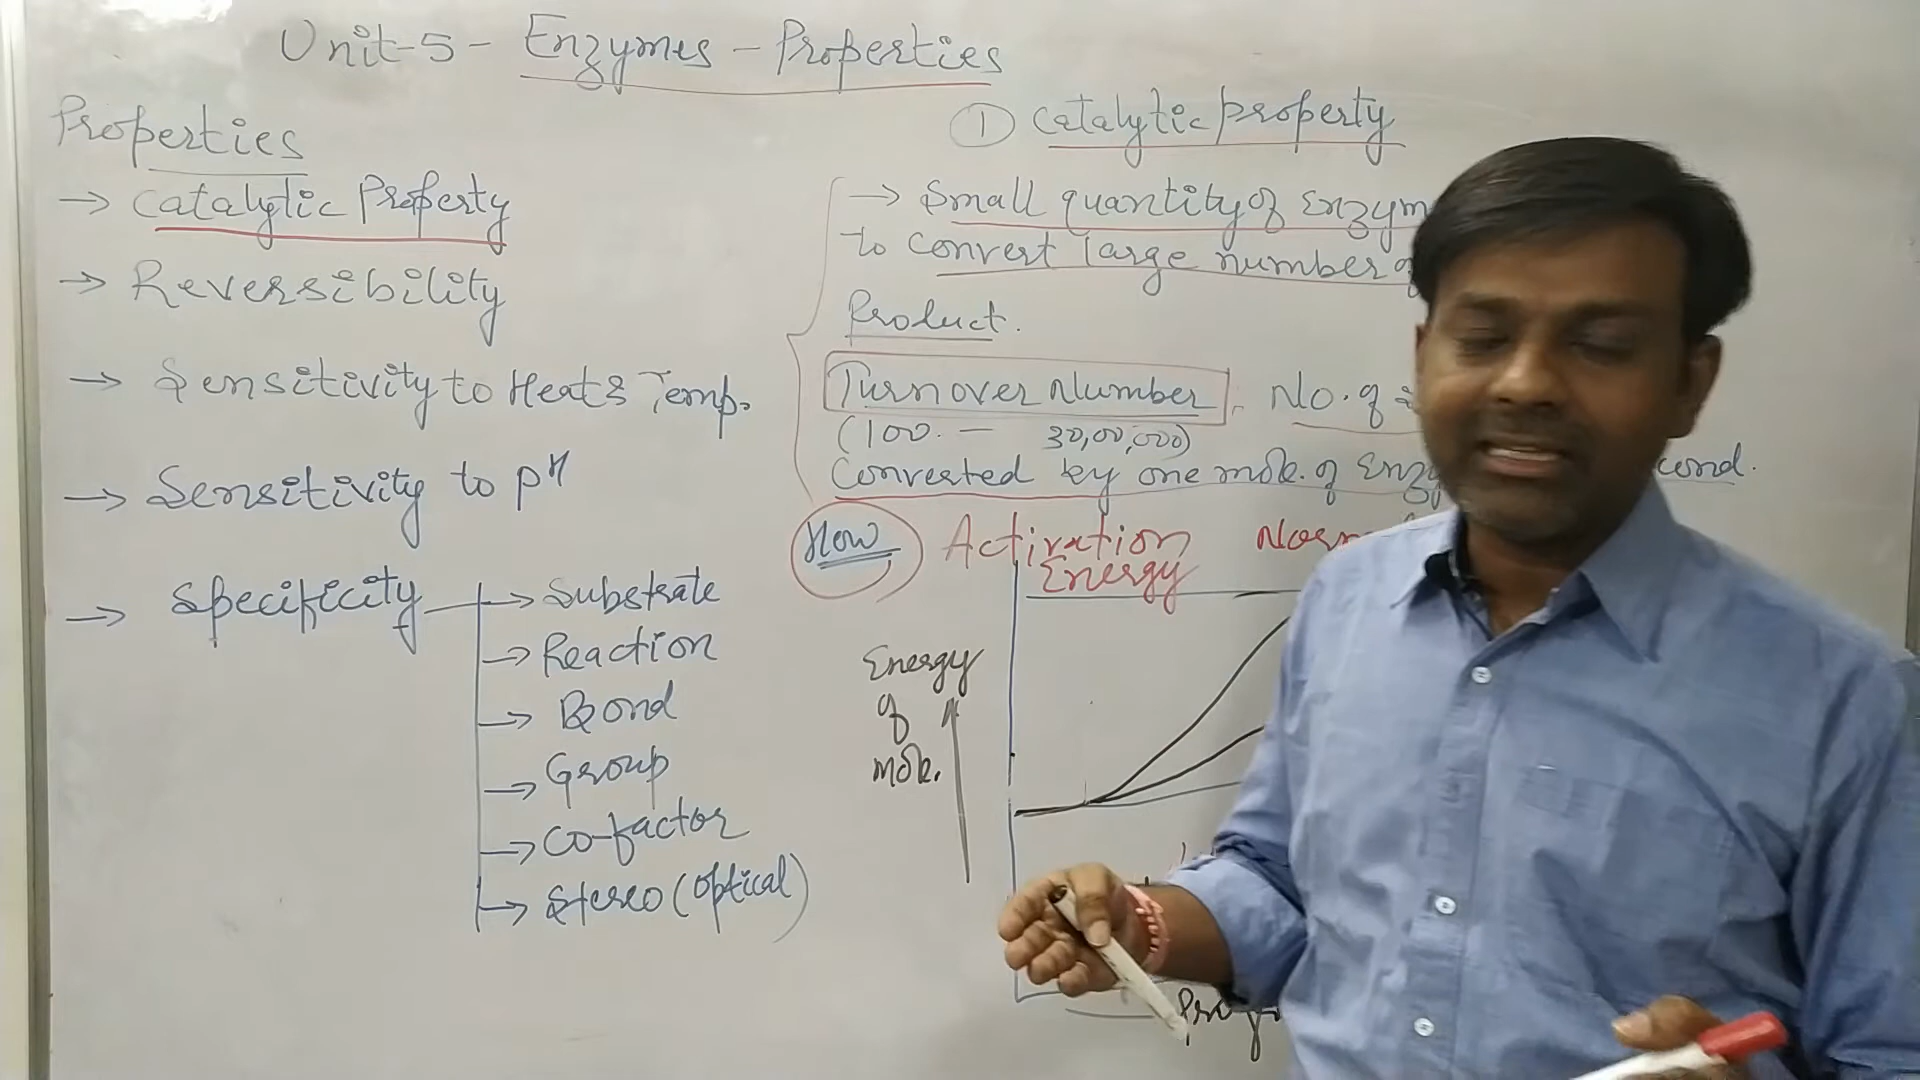 Unit-5 - Enzymes - Properties
Properties
→ Catalytic Property
→ Reversibility
→ Sensitivity to Heat & Temp.
→ Sensitivity to pH
→ Specificity → Substrate
→ Reaction
→ Bond
→ Group
→ Co-factor
→ Stereo (Optical)
① Catalytic property
→ Small quantity of Enzym
to convert large number of
Product.
Turnover Number - No. of
(100. - 30,00,000)
Converted by one mole. of Enz cond.
How Activation
Energy
Energy
of
mole.